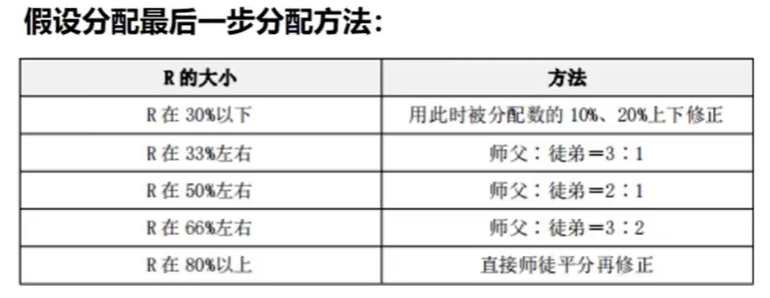 假设分配最后一步分配方法：
R 的大小 方法
R 在 30%以下 用此时被分配数的 10%、20%上下修正
R 在 33%左右 师父：徒弟＝3：1
R 在 50%左右 师父：徒弟＝2：1
R 在 66%左右 师父：徒弟＝3：2
R 在 80%以上 直接师徒平分再修正